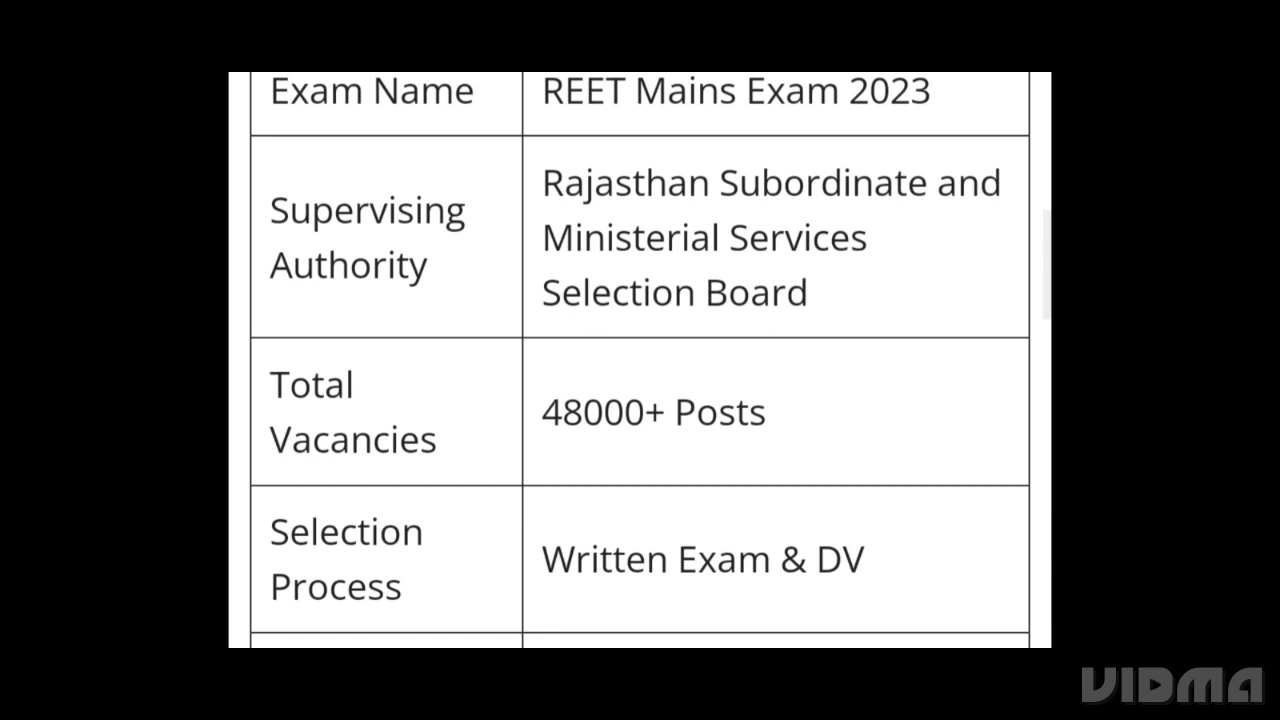 Exam Name
REET Mains Exam 2023
Supervising
Authority
Rajasthan Subordinate and
Ministerial Services
Selection Board
Total
Vacancies
48000+ Posts
Selection
Process
Written Exam & DV
VIDMA